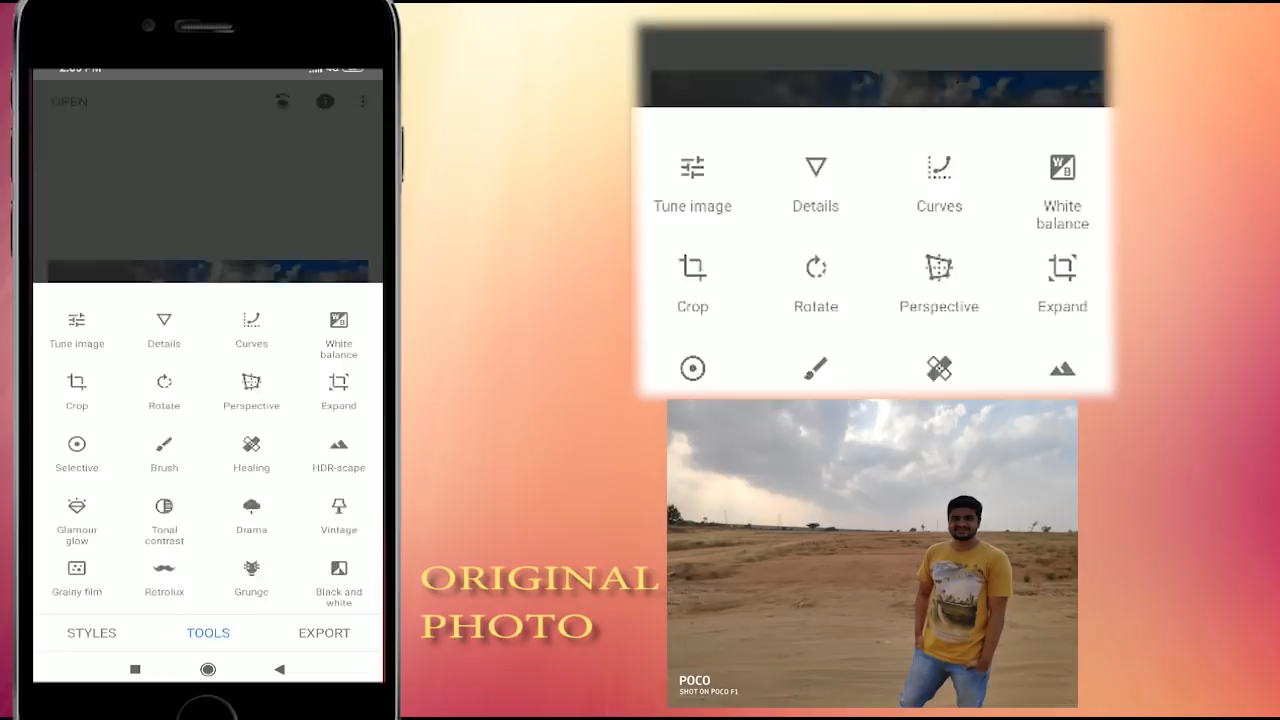 OPEN
Tune image
Details
Curves
White
balance
Crop
Rotate
Perspective
Expand
Selective
Brush
Healing
HDR-scape
Glamour
glow
Tonal
contrast
Drama
Vintage
Grainy film
Retrolux
Grunge
Black and
white
STYLES
TOOLS
EXPORT
Tune image
Details
Curves
White
balance
Crop
Rotate
Perspective
Expand
ORIGINAL
PHOTO
POCO
SHOT ON POCO F1